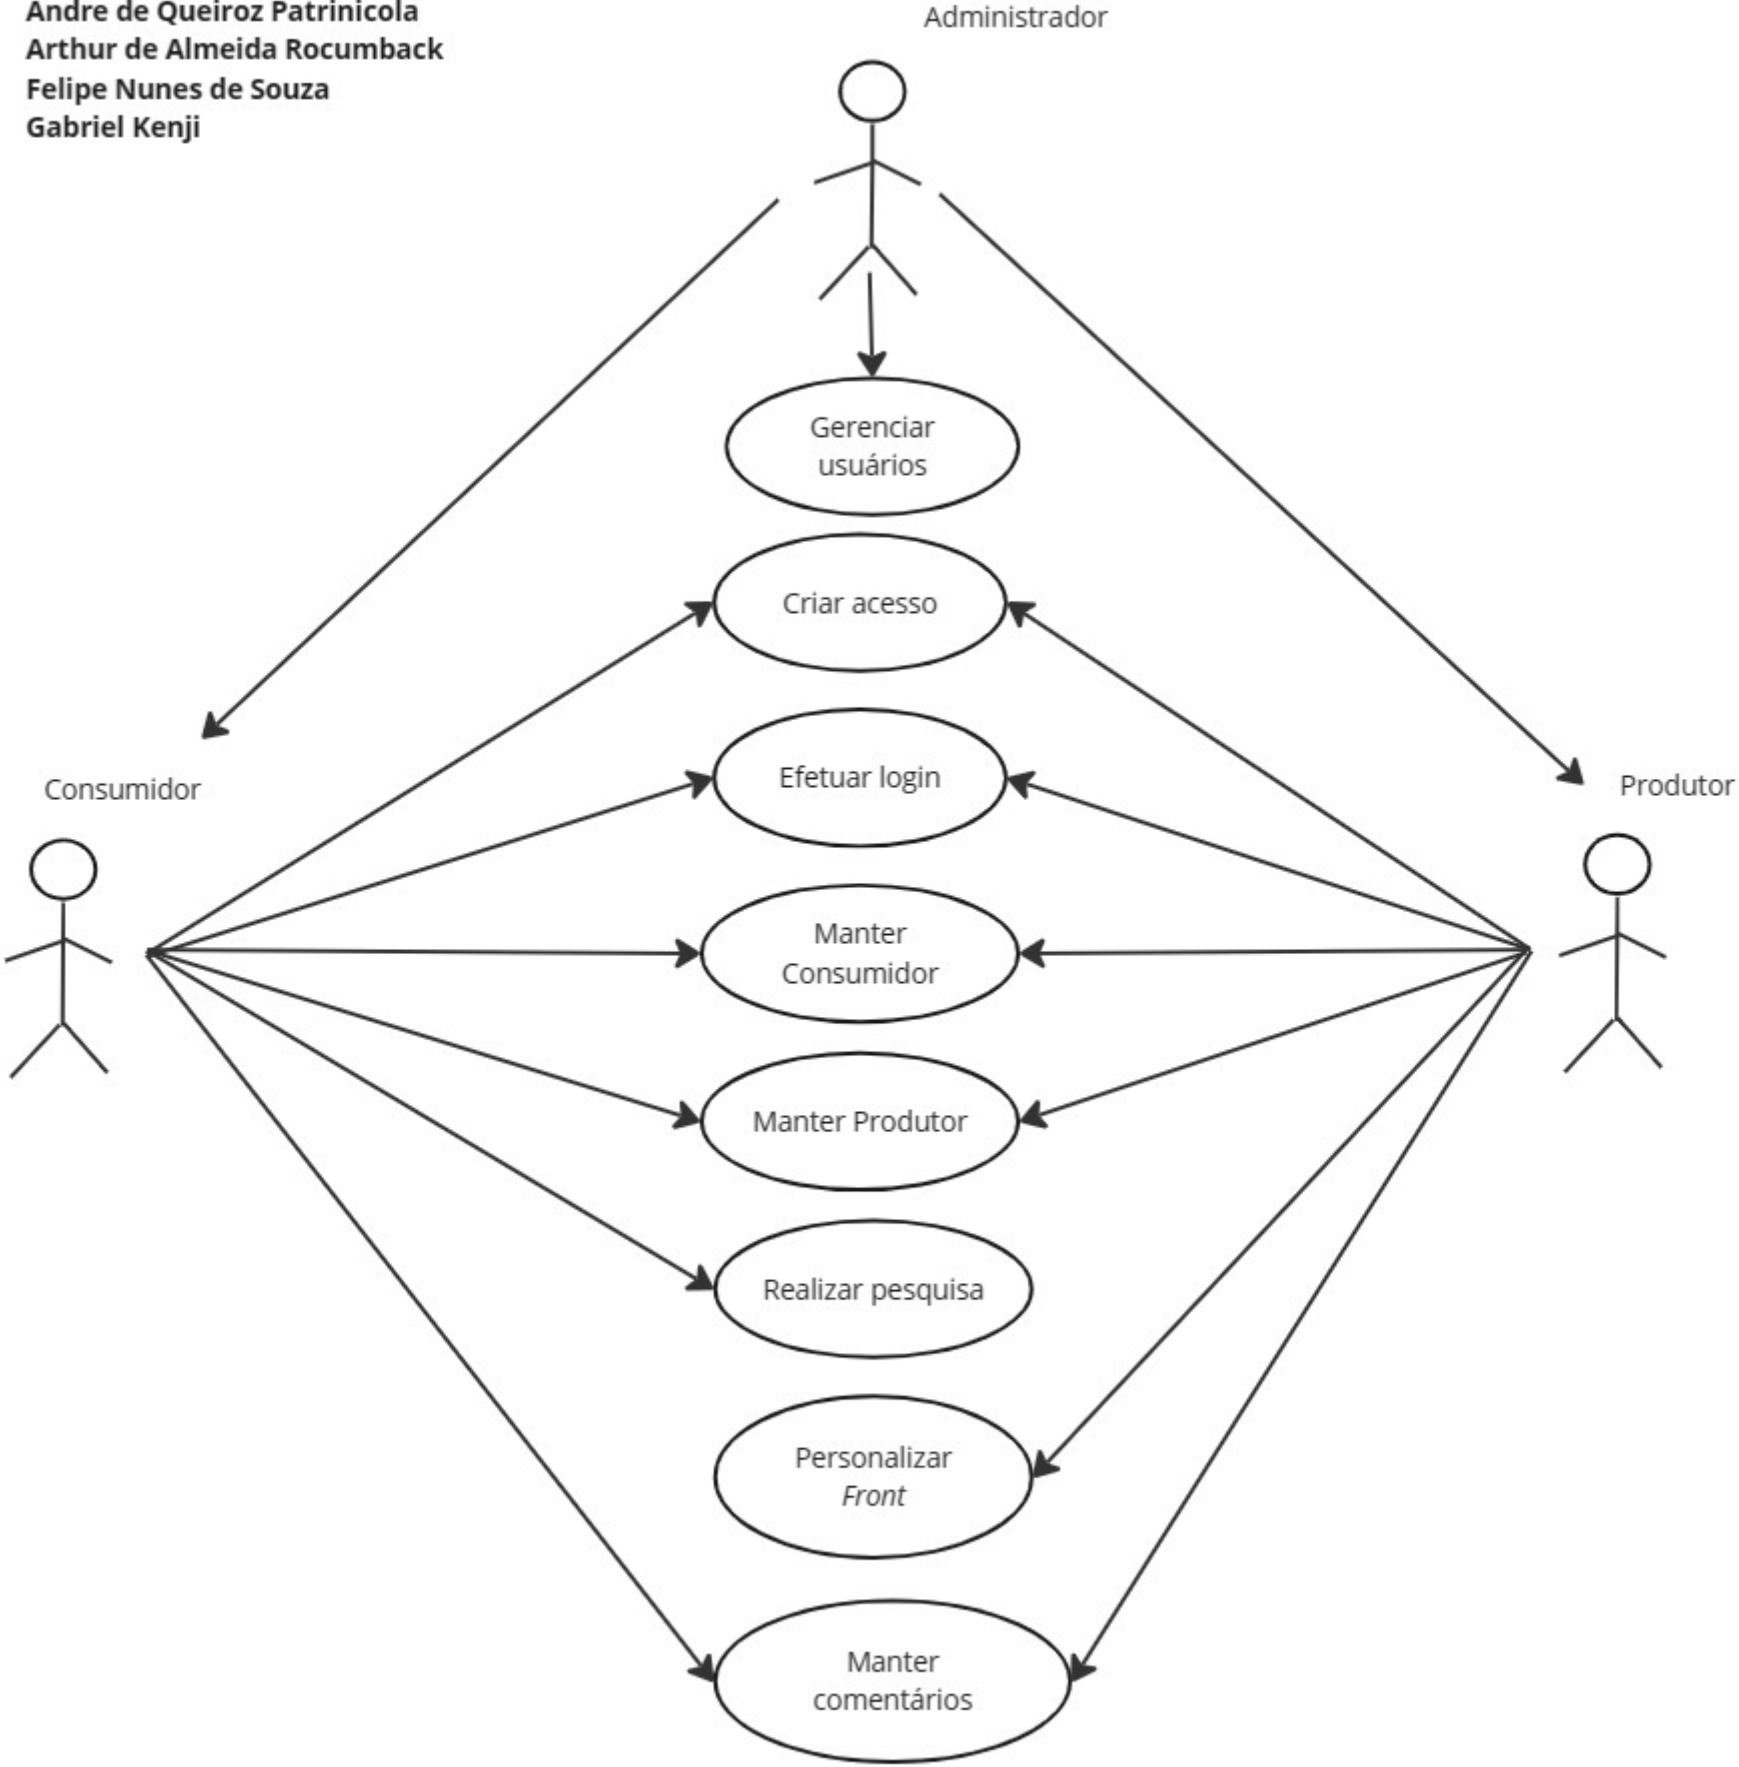 Andre de Queiroz Patrinicola
Arthur de Almeida Rocumback
Felipe Nunes de Souza
Gabriel Kenji
Administrador
Gerenciar
usuários
Criar acesso
Efetuar login
Consumidor
Produtor
Manter
Consumidor
Manter Produtor
Realizar pesquisa
Personalizar
Front
Manter
comentários